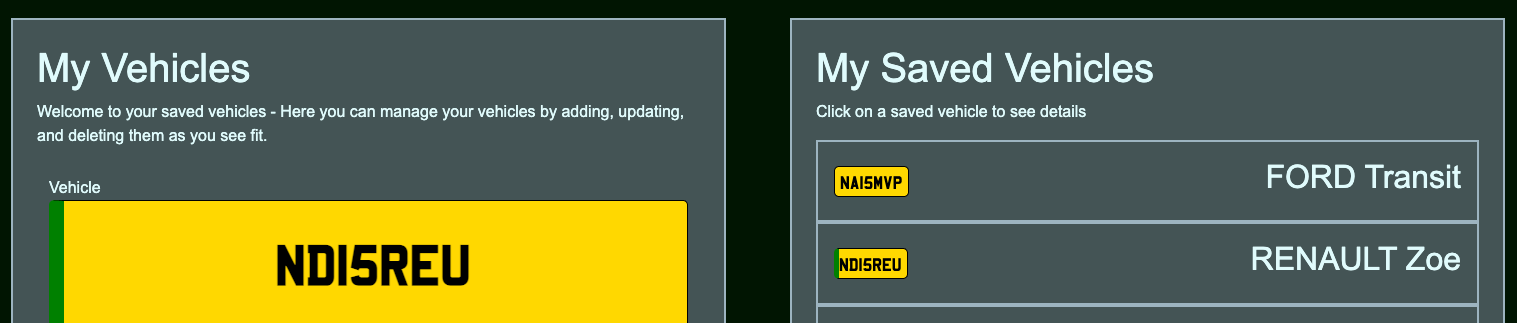 My Vehicles
Welcome to your saved vehicles - Here you can manage your vehicles by adding, updating,
and deleting them as you see fit.
Vehicle
ND15REU
My Saved Vehicles
Click on a saved vehicle to see details
NA15MVP
FORD Transit
ND15REU
RENAULT Zoe